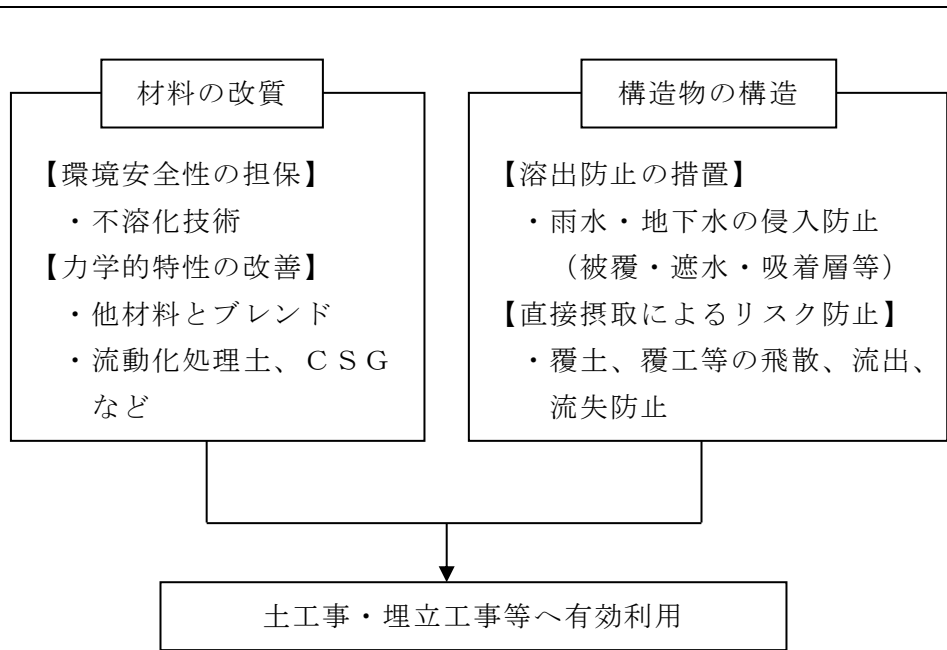 材料の改質
【環境安全性の担保】
・不溶化技術
【力学的特性の改善】
・他材料とブレンド
・流動化処理土、ＣＳＧ
など
構造物の構造
【溶出防止の措置】
・雨水・地下水の侵入防止
（被覆・遮水・吸着層等）
【直接摂取によるリスク防止】
・覆土、覆工等の飛散、流出、
流失防止
土工事・埋立工事等へ有効利用